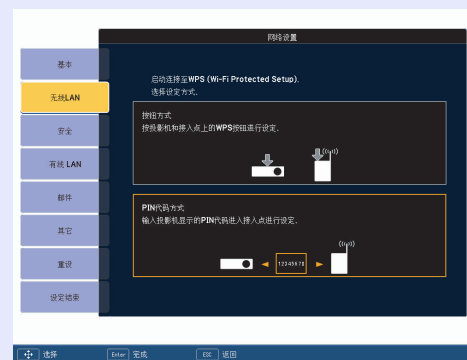 网络设置
基本
无线LAN
安全
有线 LAN
邮件
其它
重设
设定结束
启动连接至WPS (Wi-Fi Protected Setup)。
选择设定方式。
按钮方式
按投影机和接入点上的WPS按钮进行设定。
PIN代码方式
输入投影机显示的PIN代码进入接入点进行设定。
12345678
选择 Enter 完成 ESC 返回